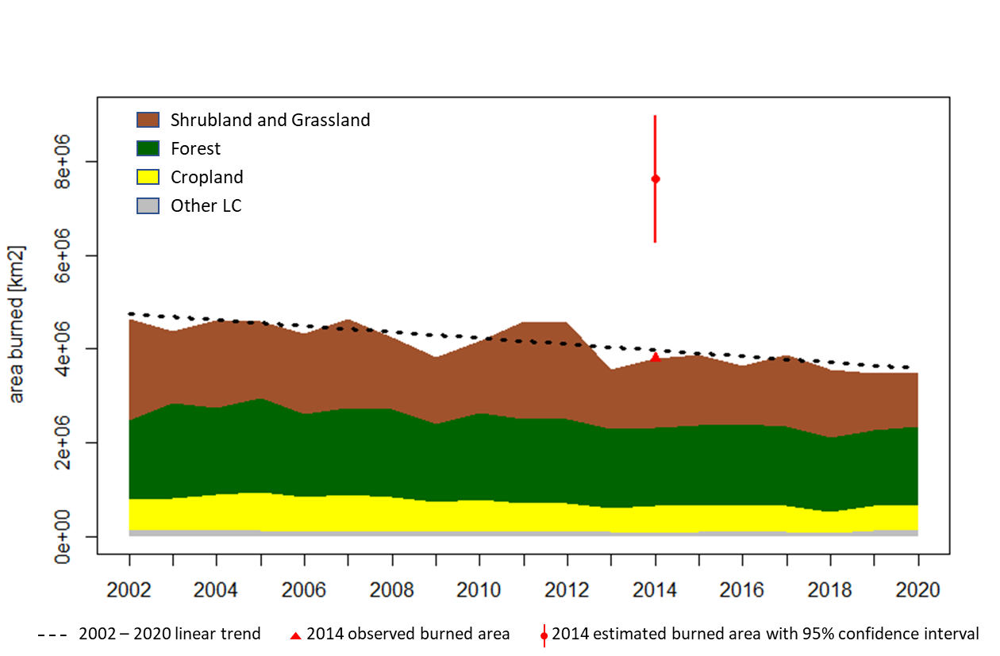 Shrubland and Grassland
Forest
Cropland
Other LC
area burned [km2]
8e+06
6e+06
4e+06
2e+06
0e+00
2002 2004 2006 2008 2010 2012 2014 2016 2018 2020
2002 – 2020 linear trend 2014 observed burned area 2014 estimated burned area with 95% confidence interval